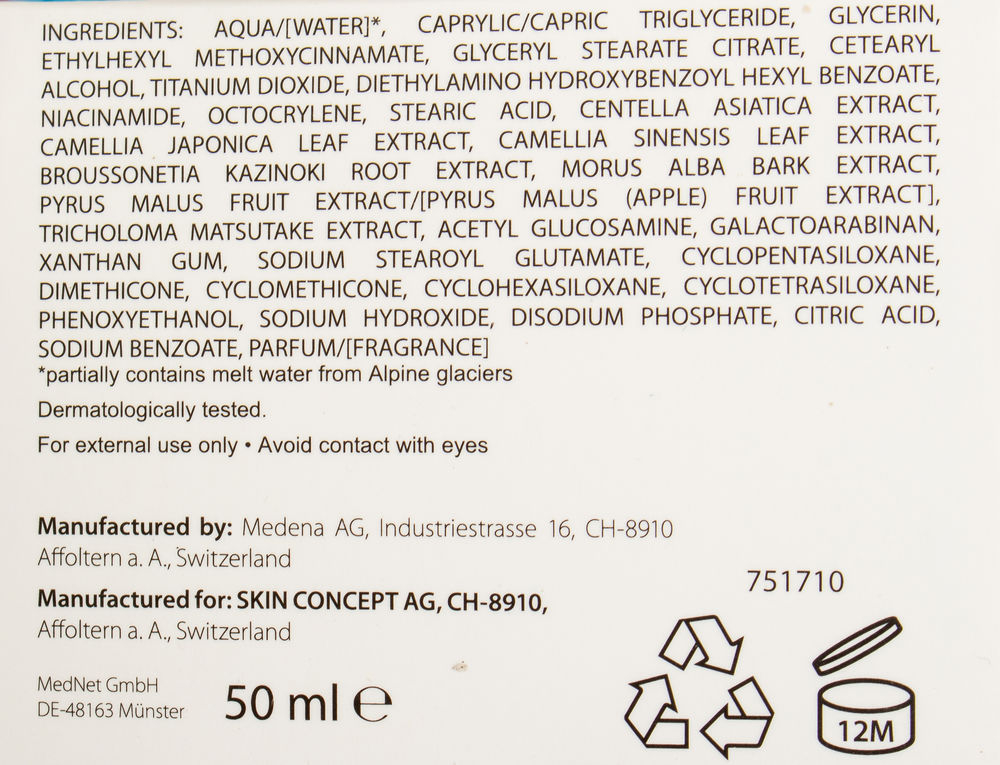 INGREDIENTS: AQUA/[WATER]*, CAPRYLIC/CAPRIC TRIGLYCERIDE, GLYCERIN,
ETHYLHEXYL METHOXYCINNAMATE, GLYCERYL STEARATE CITRATE, CETEARYL
ALCOHOL, TITANIUM DIOXIDE, DIETHYLAMINO HYDROXYBENZOYL HEXYL BENZOATE,
NIACINAMIDE, OCTOCRYLENE, STEARIC ACID, CENTELLA ASIATICA EXTRACT,
CAMELLIA JAPONICA LEAF EXTRACT, CAMELLIA SINENSIS LEAF EXTRACT,
BROUSSONETIA KAZINOKI ROOT EXTRACT, MORUS ALBA BARK EXTRACT,
PYRUS MALUS FRUIT EXTRACT/[PYRUS MALUS (APPLE) FRUIT EXTRACT],
TRICHOLOMA MATSUTAKE EXTRACT, ACETYL GLUCOSAMINE, GALACTOARABINAN,
XANTHAN GUM, SODIUM STEAROYL GLUTAMATE, CYCLOPENTASILOXANE,
DIMETHICONE, CYCLOMETHICONE, CYCLOHEXASILOXANE, CYCLOTETRASILOXANE,
PHENOXYETHANOL, SODIUM HYDROXIDE, DISODIUM PHOSPHATE, CITRIC ACID,
SODIUM BENZOATE, PARFUM/[FRAGRANCE]
*partially contains melt water from Alpine glaciers
Dermatologically tested.
For external use only • Avoid contact with eyes
Manufactured by: Medena AG, Industriestrasse 16, CH-8910
Affoltern a. A., Switzerland
Manufactured for: SKIN CONCEPT AG, CH-8910,
Affoltern a. A., Switzerland
751710
MedNet GmbH
DE-48163 Münster
50 ml ℮
12M